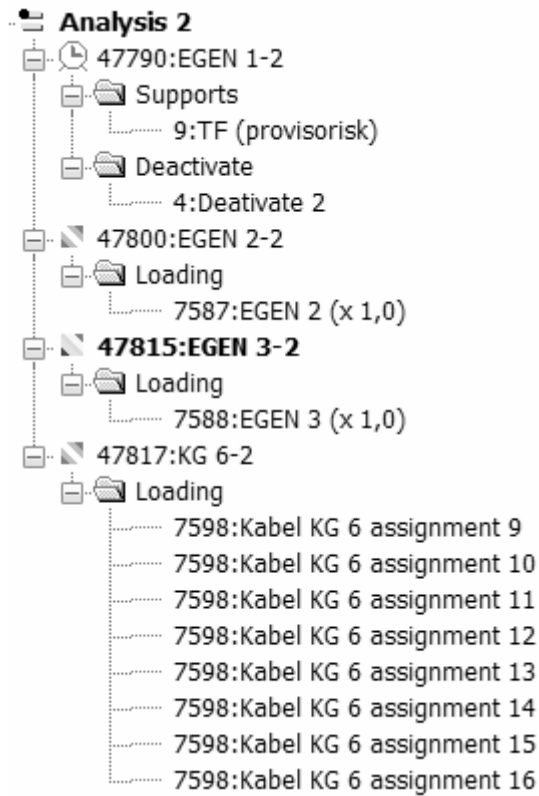 Analysis 2
47790:EGEN 1-2
Supports
9:TF (provisorisk)
Deactivate
4:Deativate 2
47800:EGEN 2-2
Loading
7587:EGEN 2 (x 1,0)
47815:EGEN 3-2
Loading
7588:EGEN 3 (x 1,0)
47817:KG 6-2
Loading
7598:Kabel KG 6 assignment 9
7598:Kabel KG 6 assignment 10
7598:Kabel KG 6 assignment 11
7598:Kabel KG 6 assignment 12
7598:Kabel KG 6 assignment 13
7598:Kabel KG 6 assignment 14
7598:Kabel KG 6 assignment 15
7598:Kabel KG 6 assignment 16